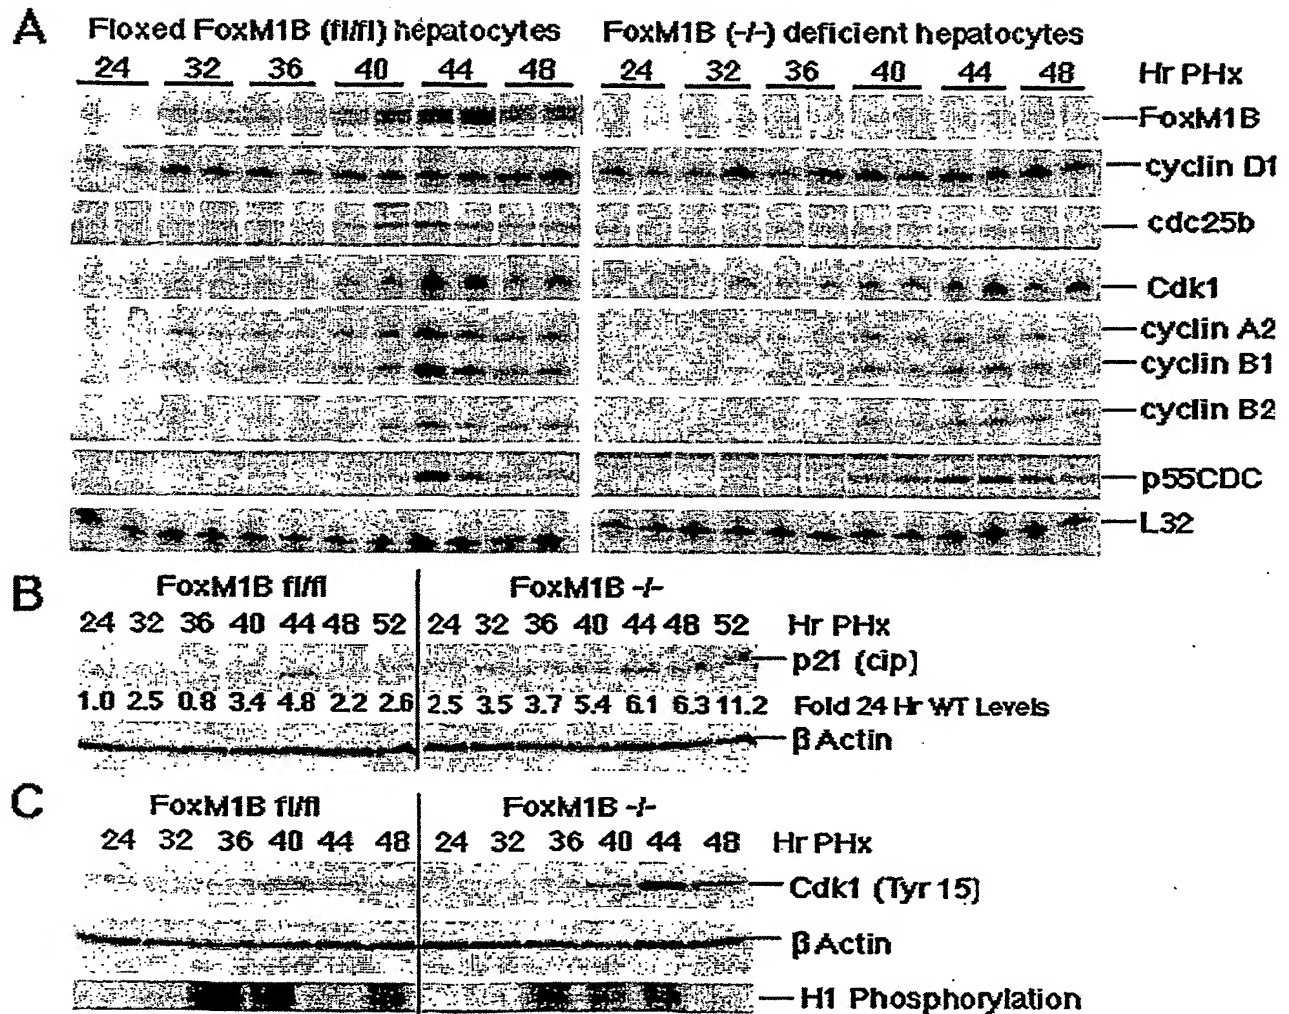 A
Floxed FoxM1B (fl/fl) hepatocytes
FoxM1B (-/-) deficient hepatocytes
24 32 36 40 44 48 24 32 36 40 44 48 Hr PHx
FoxM1B
cyclin D1
cdc25b
Cdk1
cyclin A2
cyclin B1
cyclin B2
p55CDC
L32
B
FoxM1B fl/fl FoxM1B -/-
24 32 36 40 44 48 52 24 32 36 40 44 48 52 Hr PHx
p21 (cip)
1.0 2.5 0.8 3.4 4.8 2.2 2.6 2.5 3.5 3.7 5.4 6.1 6.3 11.2 Fold 24 Hr WT Levels
β Actin
C
FoxM1B fl/fl FoxM1B -/-
24 32 36 40 44 48 24 32 36 40 44 48 Hr PHx
Cdk1 (Tyr 15)
β Actin
H1 Phosphorylation